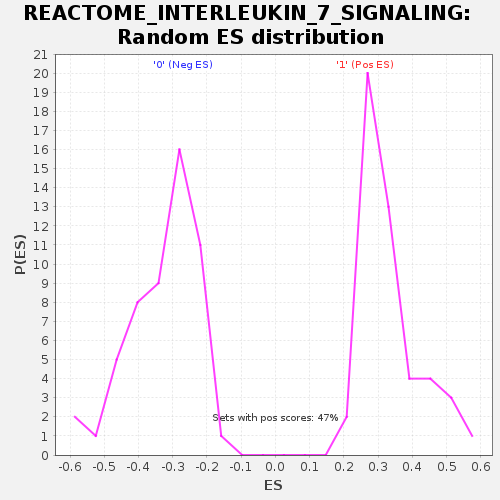 REACTOME_INTERLEUKIN_7_SIGNALING:
Random ES distribution
'0' (Neg ES)
'1' (Pos ES)
21
20
19
18
17
16
15
14
13
12
11
10
9
8
7
6
5
4
3
2
1
0
P(ES)
Sets with pos scores: 47%
-0.6 -0.5 -0.4 -0.3 -0.2 -0.1 0.0 0.1 0.2 0.3 0.4 0.5 0.6
ES